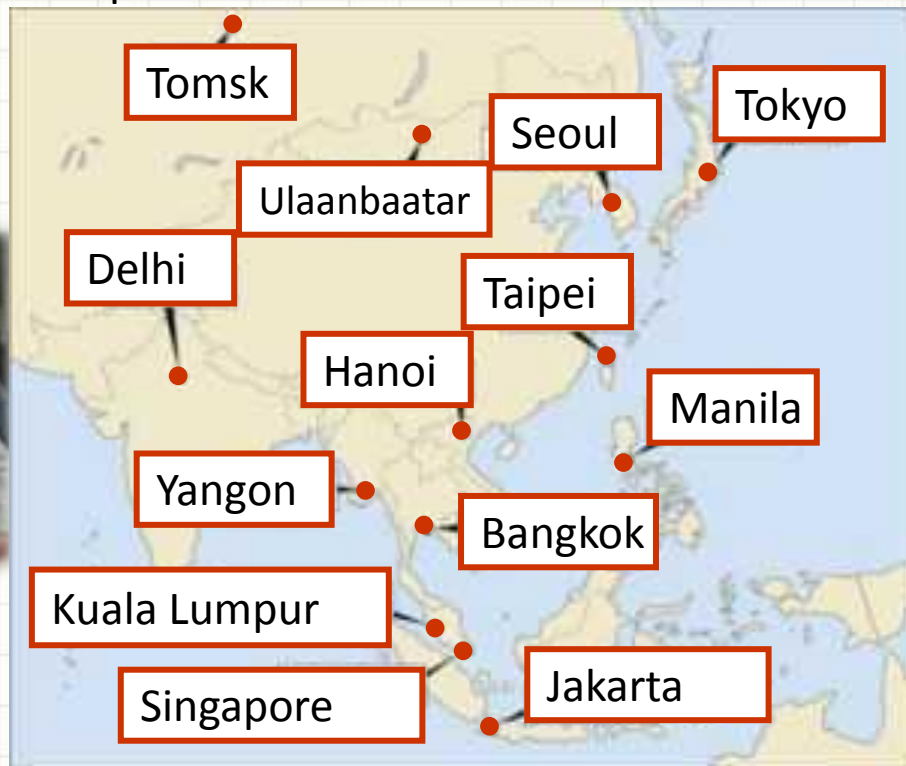 Tomsk
Tokyo
Seoul
Ulaanbaatar
Delhi
Taipei
Hanoi
Manila
Yangon
Bangkok
Kuala Lumpur
Singapore
Jakarta